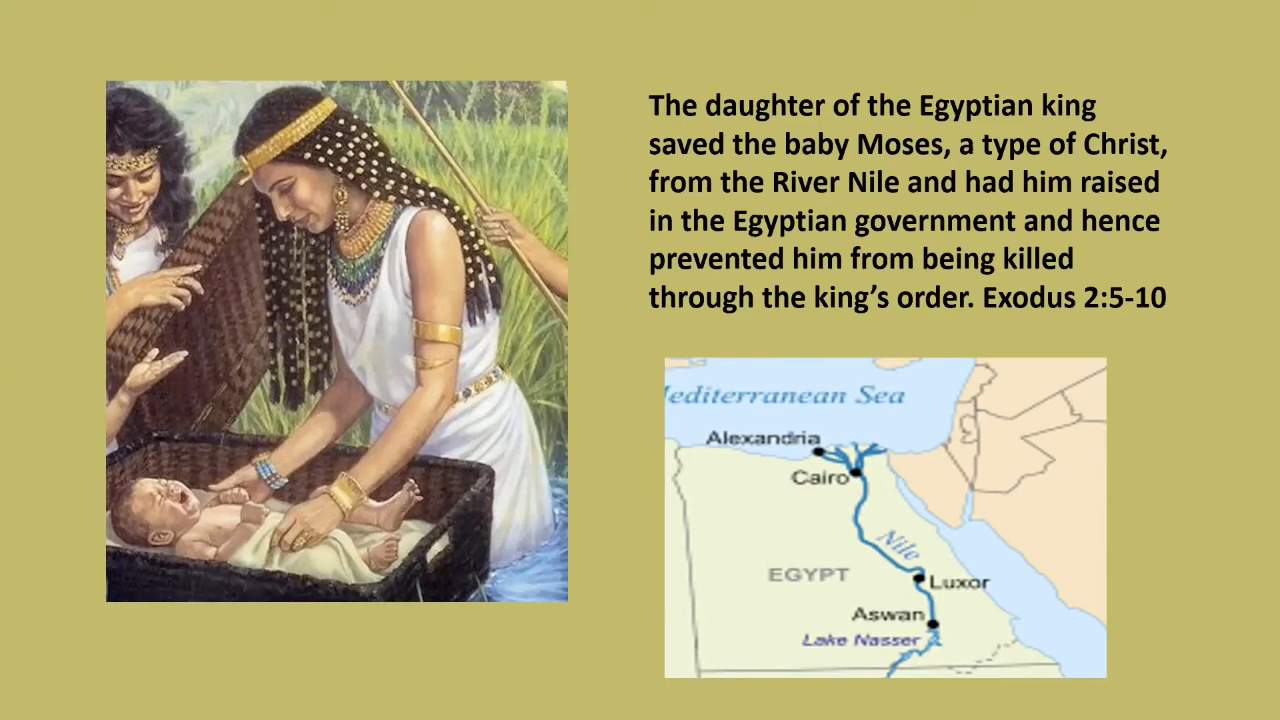 The daughter of the Egyptian king
saved the baby Moses, a type of Christ,
from the River Nile and had him raised
in the Egyptian government and hence
prevented him from being killed
through the king’s order. Exodus 2:5-10
Mediterranean Sea
Alexandria
Cairo
Nile
EGYPT
Luxor
Aswan
Lake Nasser